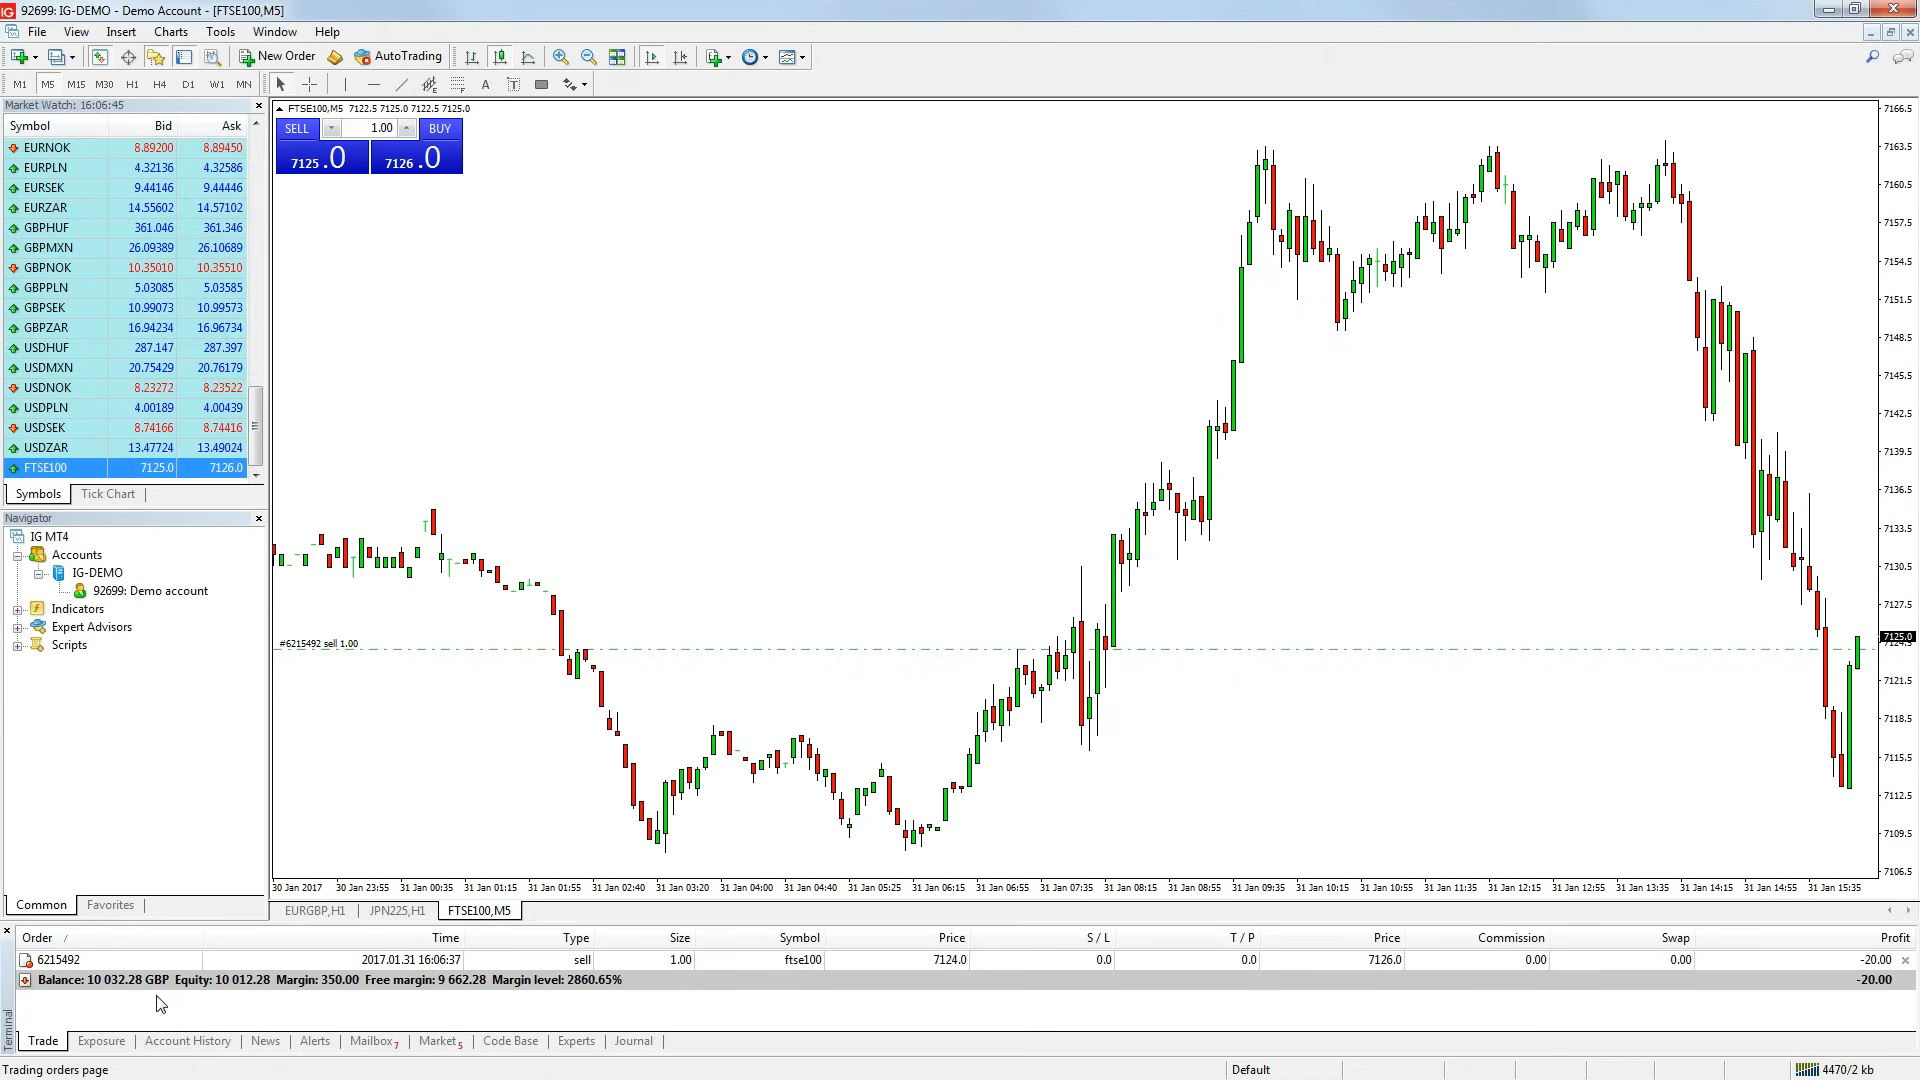 92699: IG-DEMO - Demo Account - [FTSE100,M5]
File View Insert Charts Tools Window Help
New Order AutoTrading
M1 M5 M15 M30 H1 H4 D1 W1 MN A T
Market Watch: 16:06:45
Symbol Bid Ask
EURNOK 8.89200 8.89450
EURPLN 4.32136 4.32586
EURSEK 9.44146 9.44446
EURZAR 14.55602 14.57102
GBPHUF 361.046 361.346
GBPMXN 26.09389 26.10689
GBPNOK 10.35010 10.35510
GBPPLN 5.03085 5.03585
GBPSEK 10.99073 10.99573
GBPZAR 16.94234 16.96734
USDHUF 287.147 287.397
USDMXN 20.75429 20.76179
USDNOK 8.23272 8.23522
USDPLN 4.00189 4.00439
USDSEK 8.74166 8.74416
USDZAR 13.47724 13.49024
FTSE100 7125.0 7126.0
Symbols Tick Chart
Navigator
IG MT4
Accounts
IG-DEMO
92699: Demo account
Indicators
Expert Advisors
Scripts
Common Favorites
FTSE100,M5 7122.5 7125.0 7122.5 7125.0
SELL 1.00 BUY
7125.0 7126.0
#6215492 sell 1.00
7166.5
7163.5
7160.5
7157.5
7154.5
7151.5
7148.5
7145.5
7142.5
7139.5
7136.5
7133.5
7130.5
7127.5
7125.0
7124.5
7121.5
7118.5
7115.5
7112.5
7109.5
7106.5
30 Jan 2017 30 Jan 23:55 31 Jan 00:35 31 Jan 01:15 31 Jan 01:55 31 Jan 02:40 31 Jan 03:20 31 Jan 04:00 31 Jan 04:40 31 Jan 05:25 31 Jan 06:15 31 Jan 06:55 31 Jan 07:35 31 Jan 08:15 31 Jan 08:55 31 Jan 09:35 31 Jan 10:15 31 Jan 10:55 31 Jan 11:35 31 Jan 12:15 31 Jan 12:55 31 Jan 13:35 31 Jan 14:15 31 Jan 14:55 31 Jan 15:35
EURGBP,H1 JPN225,H1 FTSE100,M5
Order / Time Type Size Symbol Price S / L T / P Price Commission Swap Profit
6215492 2017.01.31 16:06:37 sell 1.00 ftse100 7124.0 0.0 0.0 7126.0 0.00 0.00 -20.00
Balance: 10 032.28 GBP Equity: 10 012.28 Margin: 350.00 Free margin: 9 662.28 Margin level: 2860.65% -20.00
Terminal
Trade Exposure Account History News Alerts Mailbox 7 Market 5 Code Base Experts Journal
Trading orders page Default 4470/2 kb